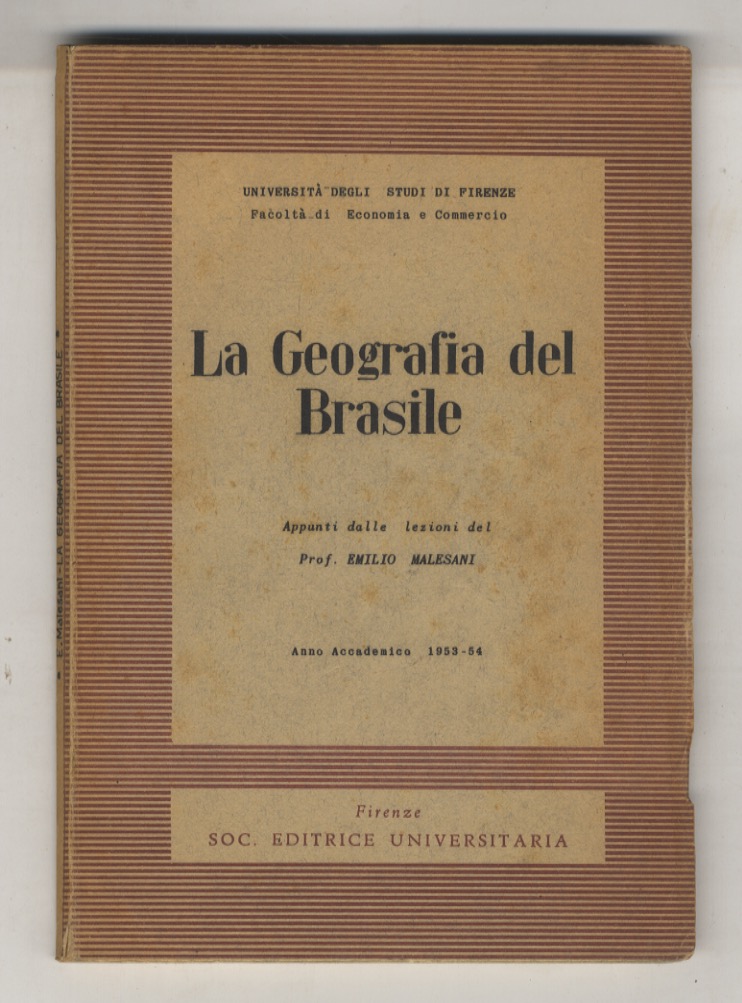 UNIVERSITÀ DEGLI STUDI DI FIRENZE
Facoltà di Economia e Commercio
La Geografia del
Brasile
Appunti dalle lezioni del
Prof. EMILIO MALESANI
Anno Accademico 1953-54
Firenze
SOC. EDITRICE UNIVERSITARIA
* E. Malesani - LA GEOGRAFIA DEL BRASILE *